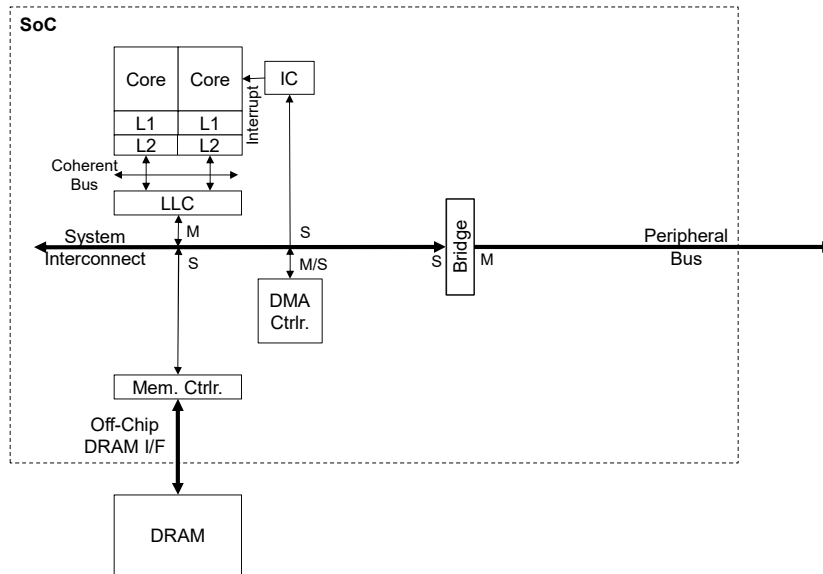 SoC
Core Core
IC
Interrupt
L1 L1
L2 L2
Coherent
Bus
LLC
M
S
System
Interconnect
S
M/S
S
Bridge
M
Peripheral
Bus
DMA
Ctrlr.
Mem. Ctrlr.
Off-Chip
DRAM I/F
DRAM